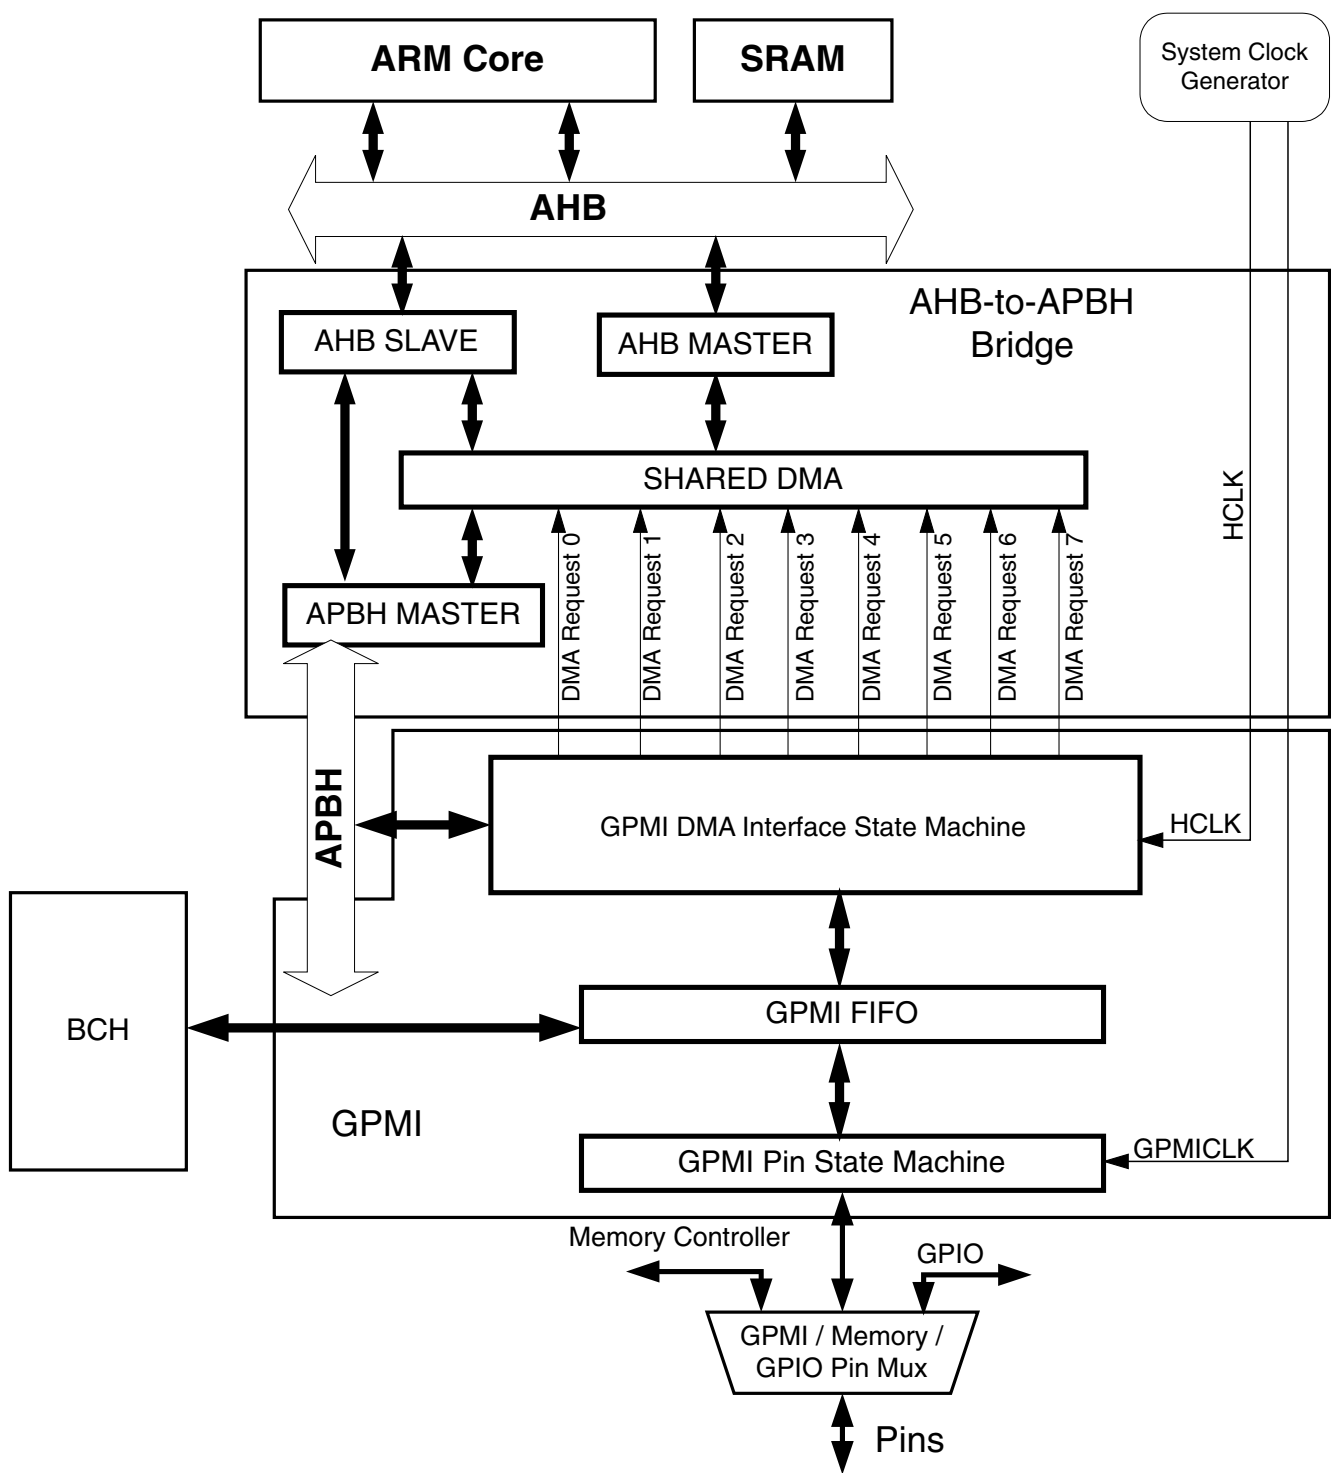 ARM Core
SRAM
System Clock
Generator
AHB
AHB-to-APBH
Bridge
AHB SLAVE
AHB MASTER
SHARED DMA
HCLK
DMA Request 0
DMA Request 1
DMA Request 2
DMA Request 3
DMA Request 4
DMA Request 5
DMA Request 6
DMA Request 7
APBH MASTER
APBH
GPMI DMA Interface State Machine
HCLK
BCH
GPMI FIFO
GPMI
GPMI Pin State Machine
GPMICLK
Memory Controller
GPIO
GPMI / Memory /
GPIO Pin Mux
Pins